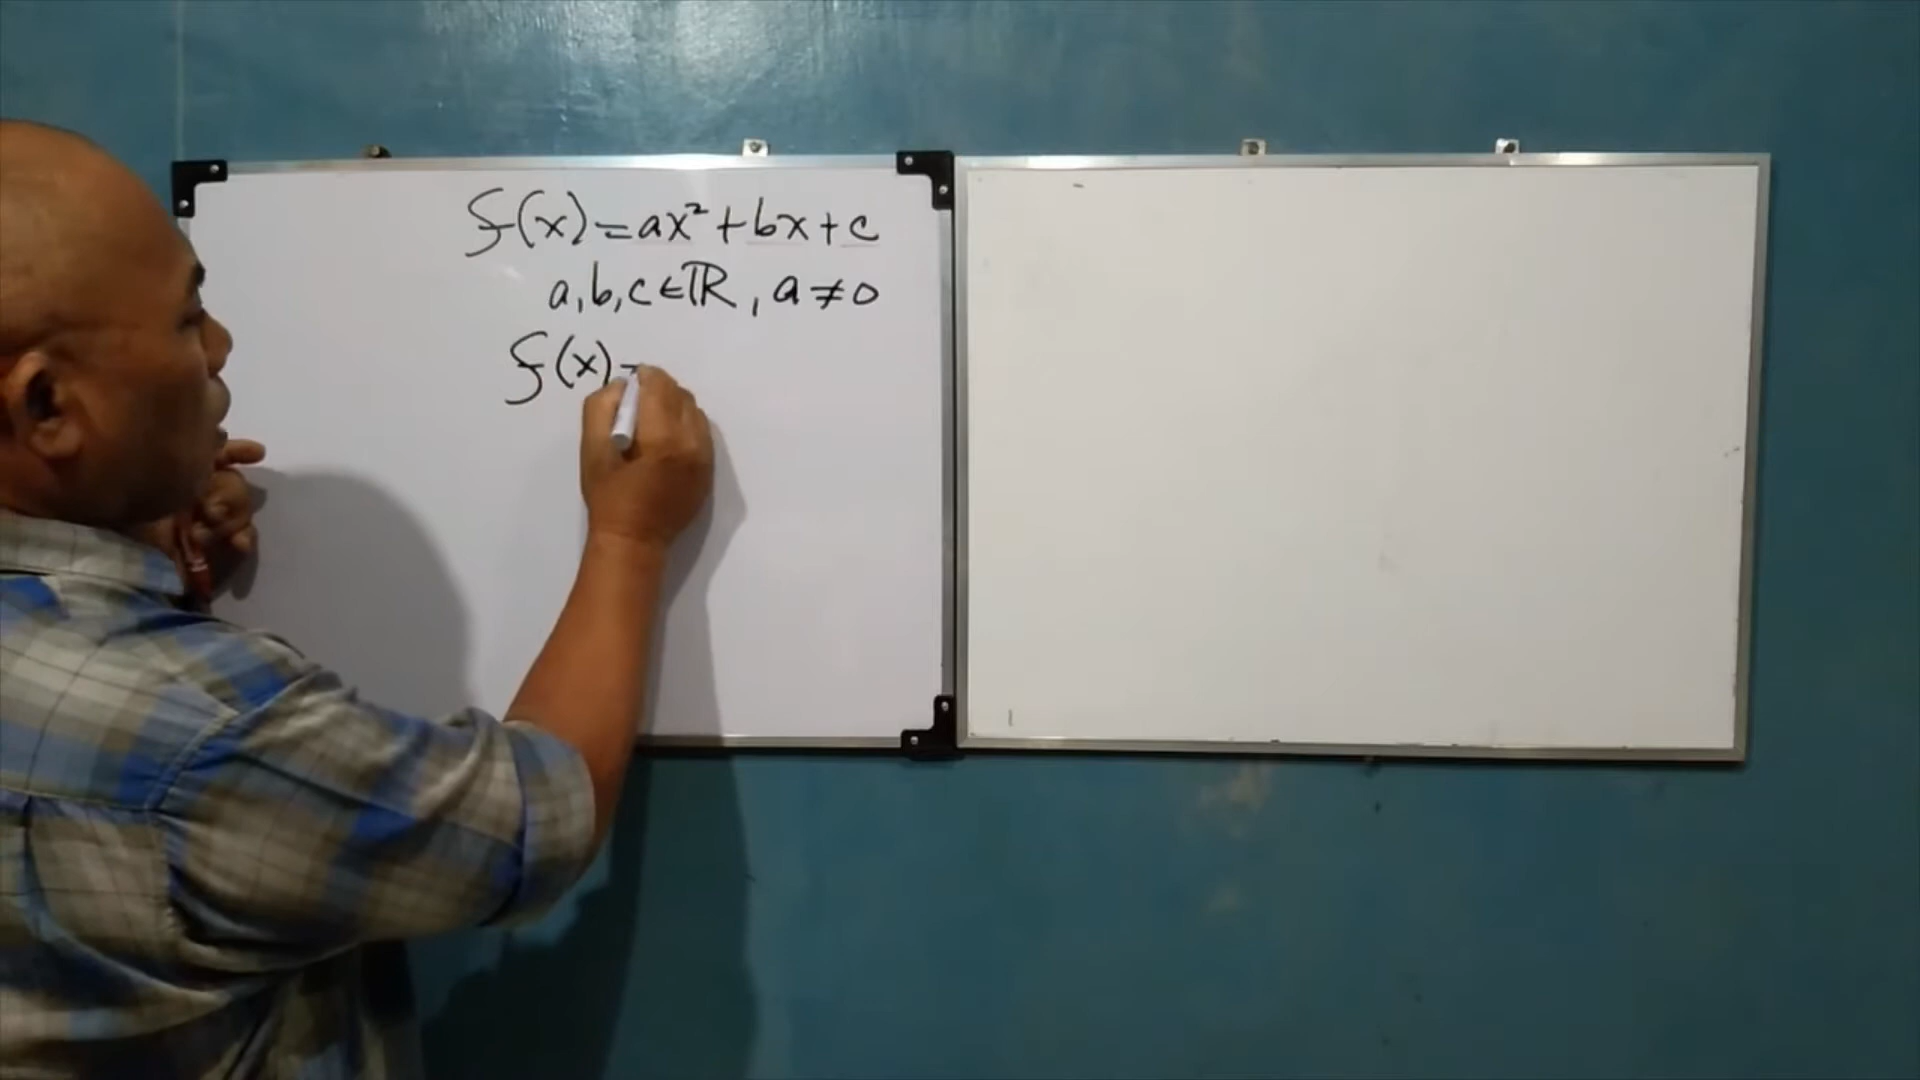 f(x) = ax² + bx + c
a, b, c ∈ ℝ, a ≠ 0
f(x) =